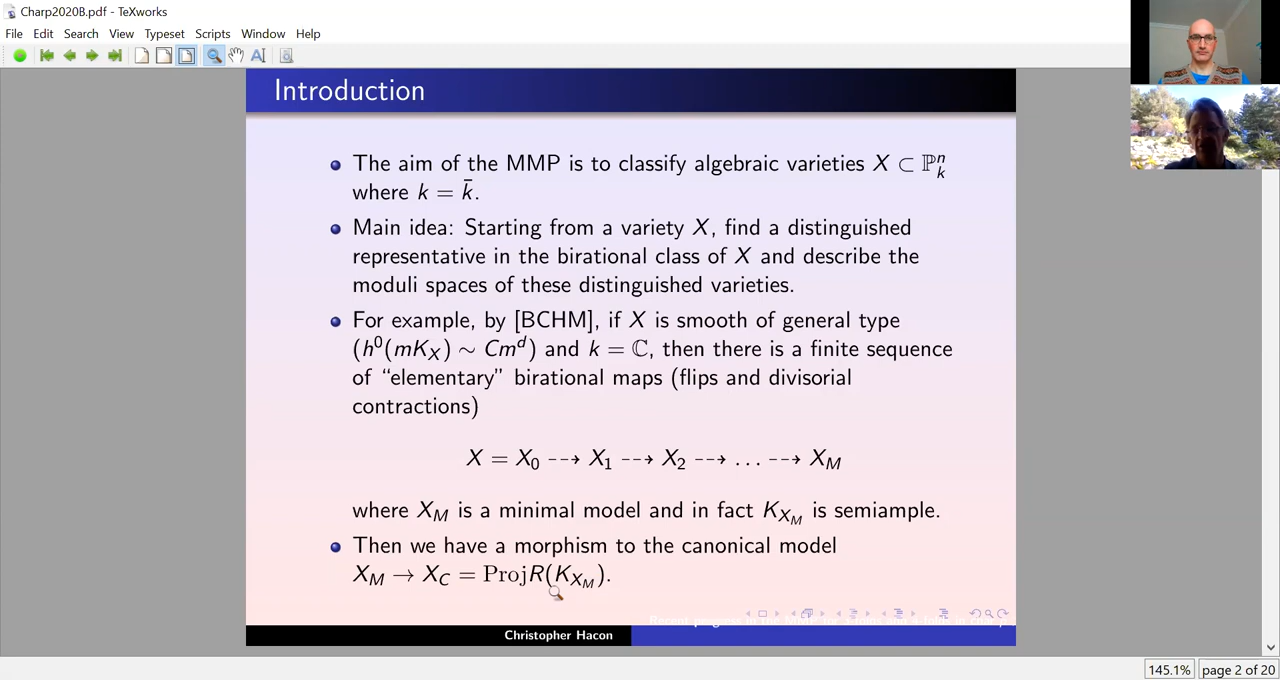 Charp2020B.pdf - TeXworks
File Edit Search View Typeset Scripts Window Help
Introduction
The aim of the MMP is to classify algebraic varieties X ⊂ ℙⁿₖ
where k = k̄.
Main idea: Starting from a variety X, find a distinguished
representative in the birational class of X and describe the
moduli spaces of these distinguished varieties.
For example, by [BCHM], if X is smooth of general type
(h⁰(mK_X) ∼ Cmᵈ) and k = ℂ, then there is a finite sequence
of “elementary” birational maps (flips and divisorial
contractions)
X = X₀ ⇢ X₁ ⇢ X₂ ⇢ … ⇢ X_M
where X_M is a minimal model and in fact K_{X_M} is semiample.
Then we have a morphism to the canonical model
X_M → X_C = ProjR(K_{X_M}).
Christopher Hacon
145.1% page 2 of 20